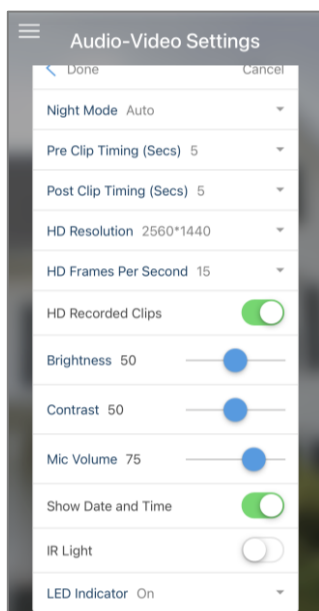 Audio-Video Settings
Done Cancel
Night Mode Auto
Pre Clip Timing (Secs) 5
Post Clip Timing (Secs) 5
HD Resolution 2560*1440
HD Frames Per Second 15
HD Recorded Clips
Brightness 50
Contrast 50
Mic Volume 75
Show Date and Time
IR Light
LED Indicator On